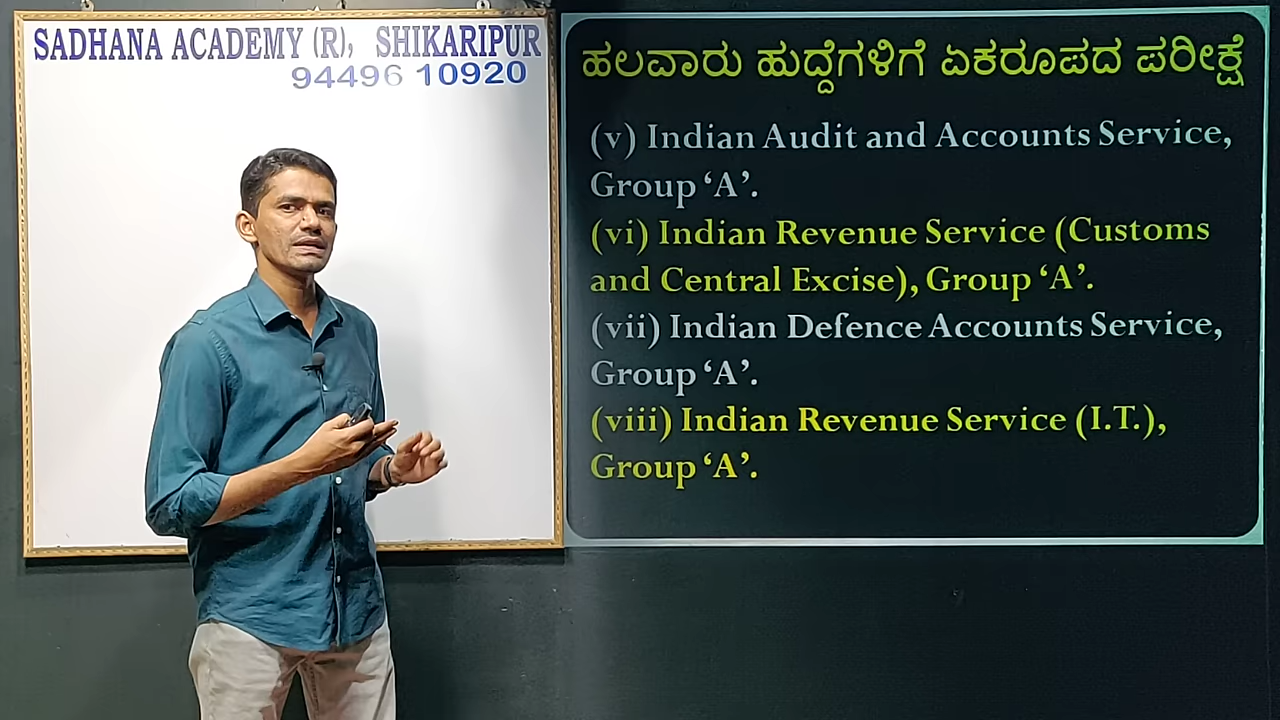 SADHANA ACADEMY (R), SHIKARIPUR
94496 10920
ಹಲವಾರು ಹುದ್ದೆಗಳಿಗೆ ಏಕರೂಪದ ಪರೀಕ್ಷೆ
(v) Indian Audit and Accounts Service,
Group ‘A’.
(vi) Indian Revenue Service (Customs
and Central Excise), Group ‘A’.
(vii) Indian Defence Accounts Service,
Group ‘A’.
(viii) Indian Revenue Service (I.T.),
Group ‘A’.